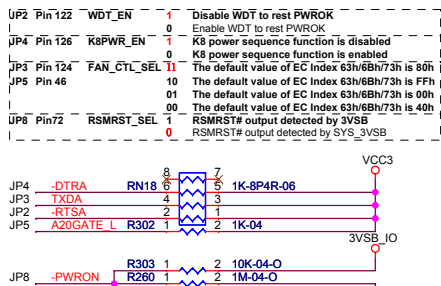 JP2 Pin 122 WDT_EN 1 Disable WDT to rest PWROK
0 Enable WDT to rest PWROK
JP4 Pin 126 K8PWR_EN 1 K8 power sequence function is disabled
0 K8 power sequence function is enabled
JP3 Pin 124 FAN_CTL_SEL 11 The default value of EC Index 63h/6Bh/73h is 80h
JP5 Pin 46 10 The default value of EC Index 63h/6Bh/73h is FFh
01 The default value of EC Index 63h/6Bh/73h is 00h
00 The default value of EC Index 63h/6Bh/73h is 40h
JP8 Pin72 RSMRST_SEL 1 RSMRST# output detected by 3VSB
0 RSMRST# output detected by SYS_3VSB
VCC3
8 7
JP4 -DTRA RN18 6 5 1K-8P4R-06
JP3 TXDA 4 3
JP2 -RTSA 2 1
JP5 A20GATE_L R302 1 2 1K-04
3VSB_IO
R303 1 2 10K-04-O
JP8 -PWRON R260 1 2 1M-04-O